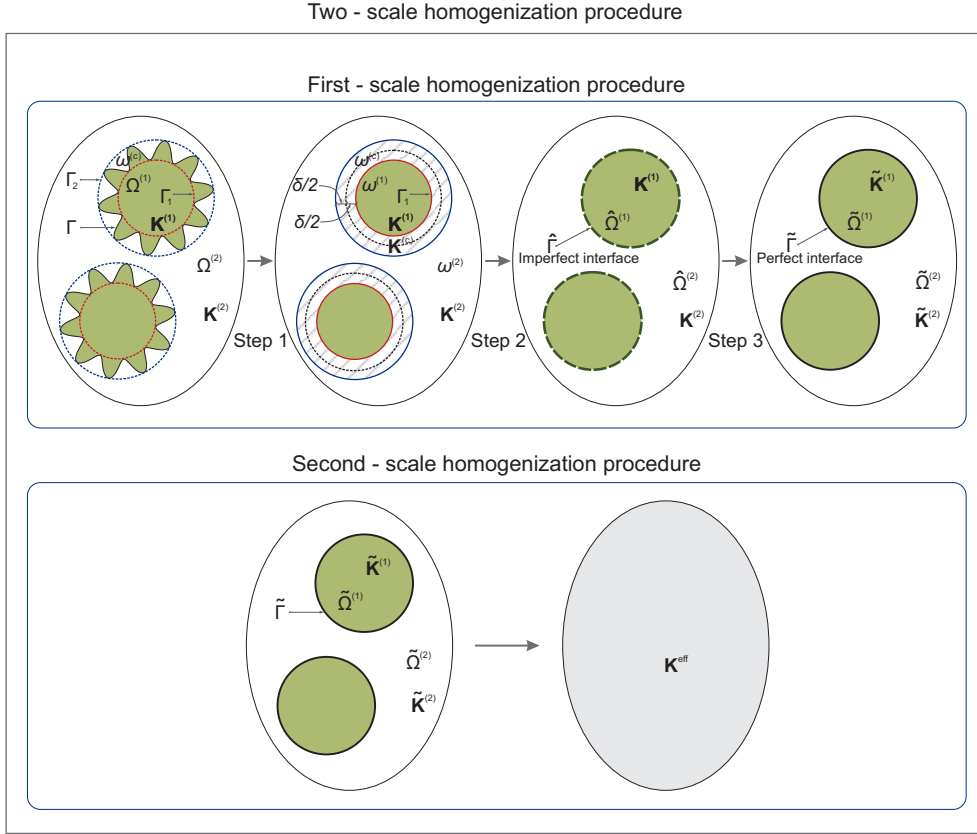 Two - scale homogenization procedure
First - scale homogenization procedure
ω(c)
Ω(1)
Γ2
Γ1
Γ
K(1)
Ω(2)
K(2)
Step 1
ω(c)
δ/2
ω(1)
Γ1
δ/2
K(1)
K(c)
ω(2)
K(2)
Step 2
K(1)
Ω̂(1)
Γ̂
Imperfect interface
Ω̂(2)
K(2)
Step 3
K̃(1)
Ω̃(1)
Γ̃
Perfect interface
Ω̃(2)
K̃(2)
Second - scale homogenization procedure
K̃(1)
Ω̃(1)
Γ̃
Ω̃(2)
K̃(2)
Keff